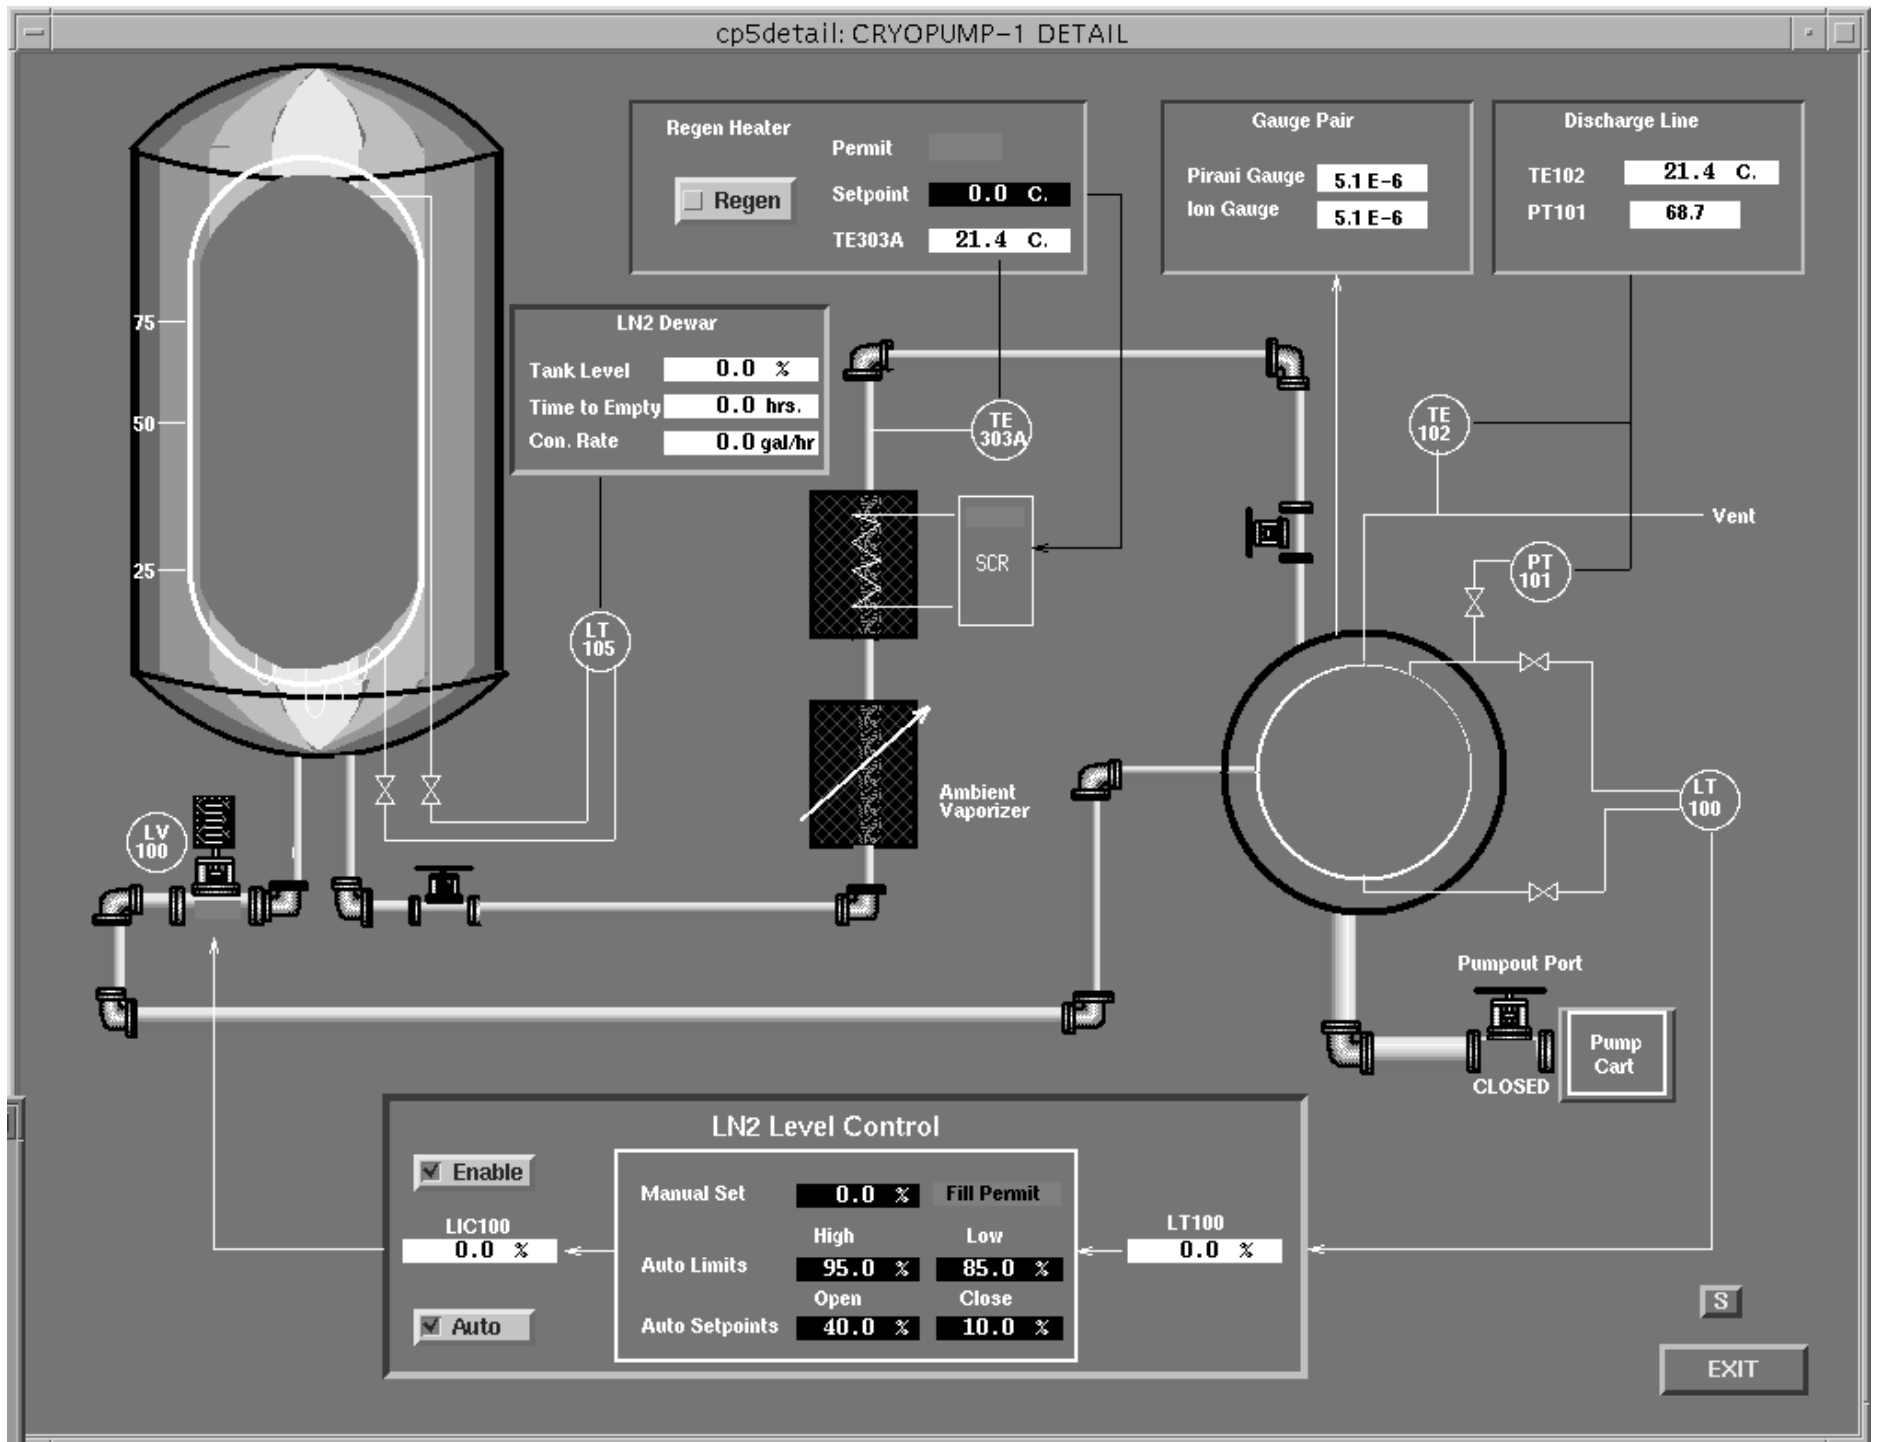 cp5detail: CRYOPUMP-1 DETAIL
Regen Heater
Permit
Regen
Setpoint 0.0 C.
TE303A 21.4 C.
Gauge Pair
Pirani Gauge 5.1 E-6
Ion Gauge 5.1 E-6
Discharge Line
TE102 21.4 C.
PT101 68.7
75
50
25
LN2 Dewar
Tank Level 0.0 %
Time to Empty 0.0 hrs.
Con. Rate 0.0 gal/hr
TE
303A
TE
102
Vent
SCR
PT
101
LT
105
Ambient
Vaporizer
LT
100
LV
100
Pumpout Port
CLOSED
Pump
Cart
LN2 Level Control
Enable
LIC100
0.0 %
Auto
Manual Set 0.0 % Fill Permit
High Low
Auto Limits 95.0 % 85.0 %
Open Close
Auto Setpoints 40.0 % 10.0 %
LT100
0.0 %
S
EXIT